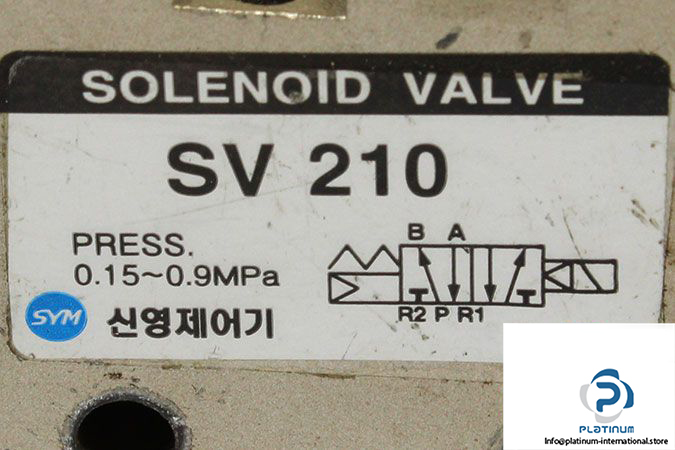 SOLENOID VALVE
SV 210
PRESS.
0.15~0.9MPa
B A
R2 P R1
SYM 신영제어기
PLATINUM
Info@platinum-international.store